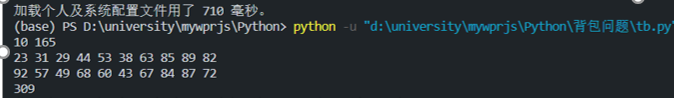 加载个人及系统配置文件用了 710 毫秒。
(base) PS D:\university\mywprjs\Python> python -u "d:\university\mywprjs\Python\背包问题\tb.py"
10 165
23 31 29 44 53 38 63 85 89 82
92 57 49 68 60 43 67 84 87 72
309